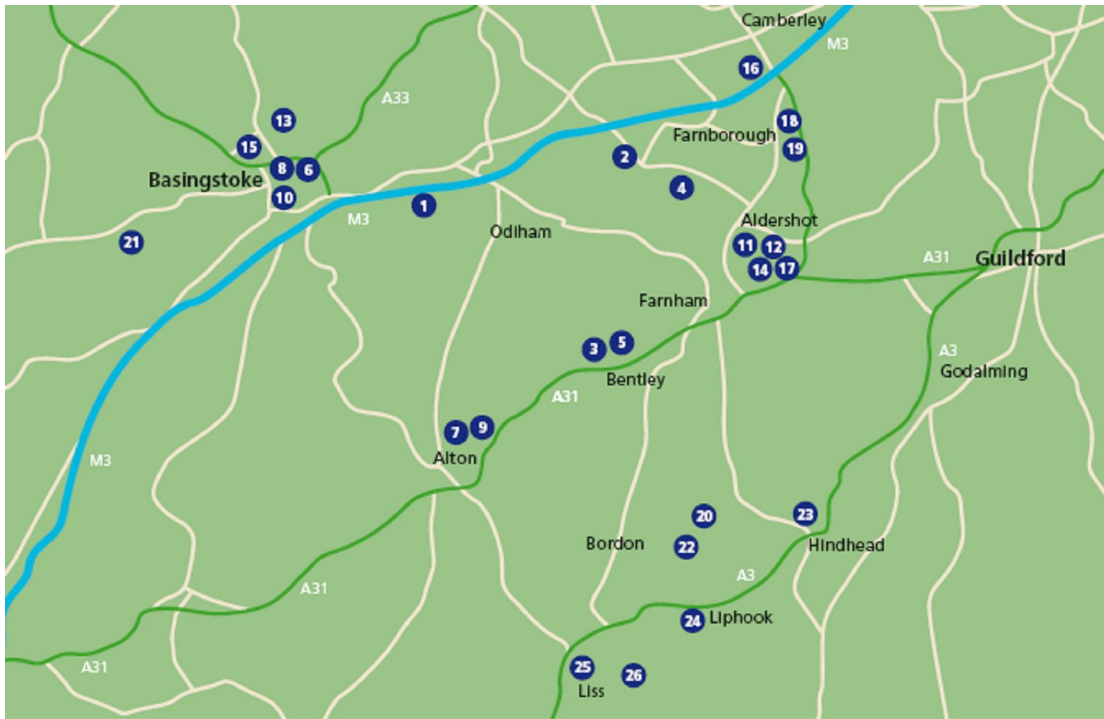 Camberley
M3
16
A33
13
18
Farnborough
15
19
2
8
6
Basingstoke
4
10
1
M3
Aldershot
Odiham
21
11
12
A31
Guildford
14
17
Farnham
3
5
A3
Bentley
Godalming
A31
7
9
Alton
M3
20
23
Bordon
22
Hindhead
A3
A31
24
Liphook
A31
25
26
Liss